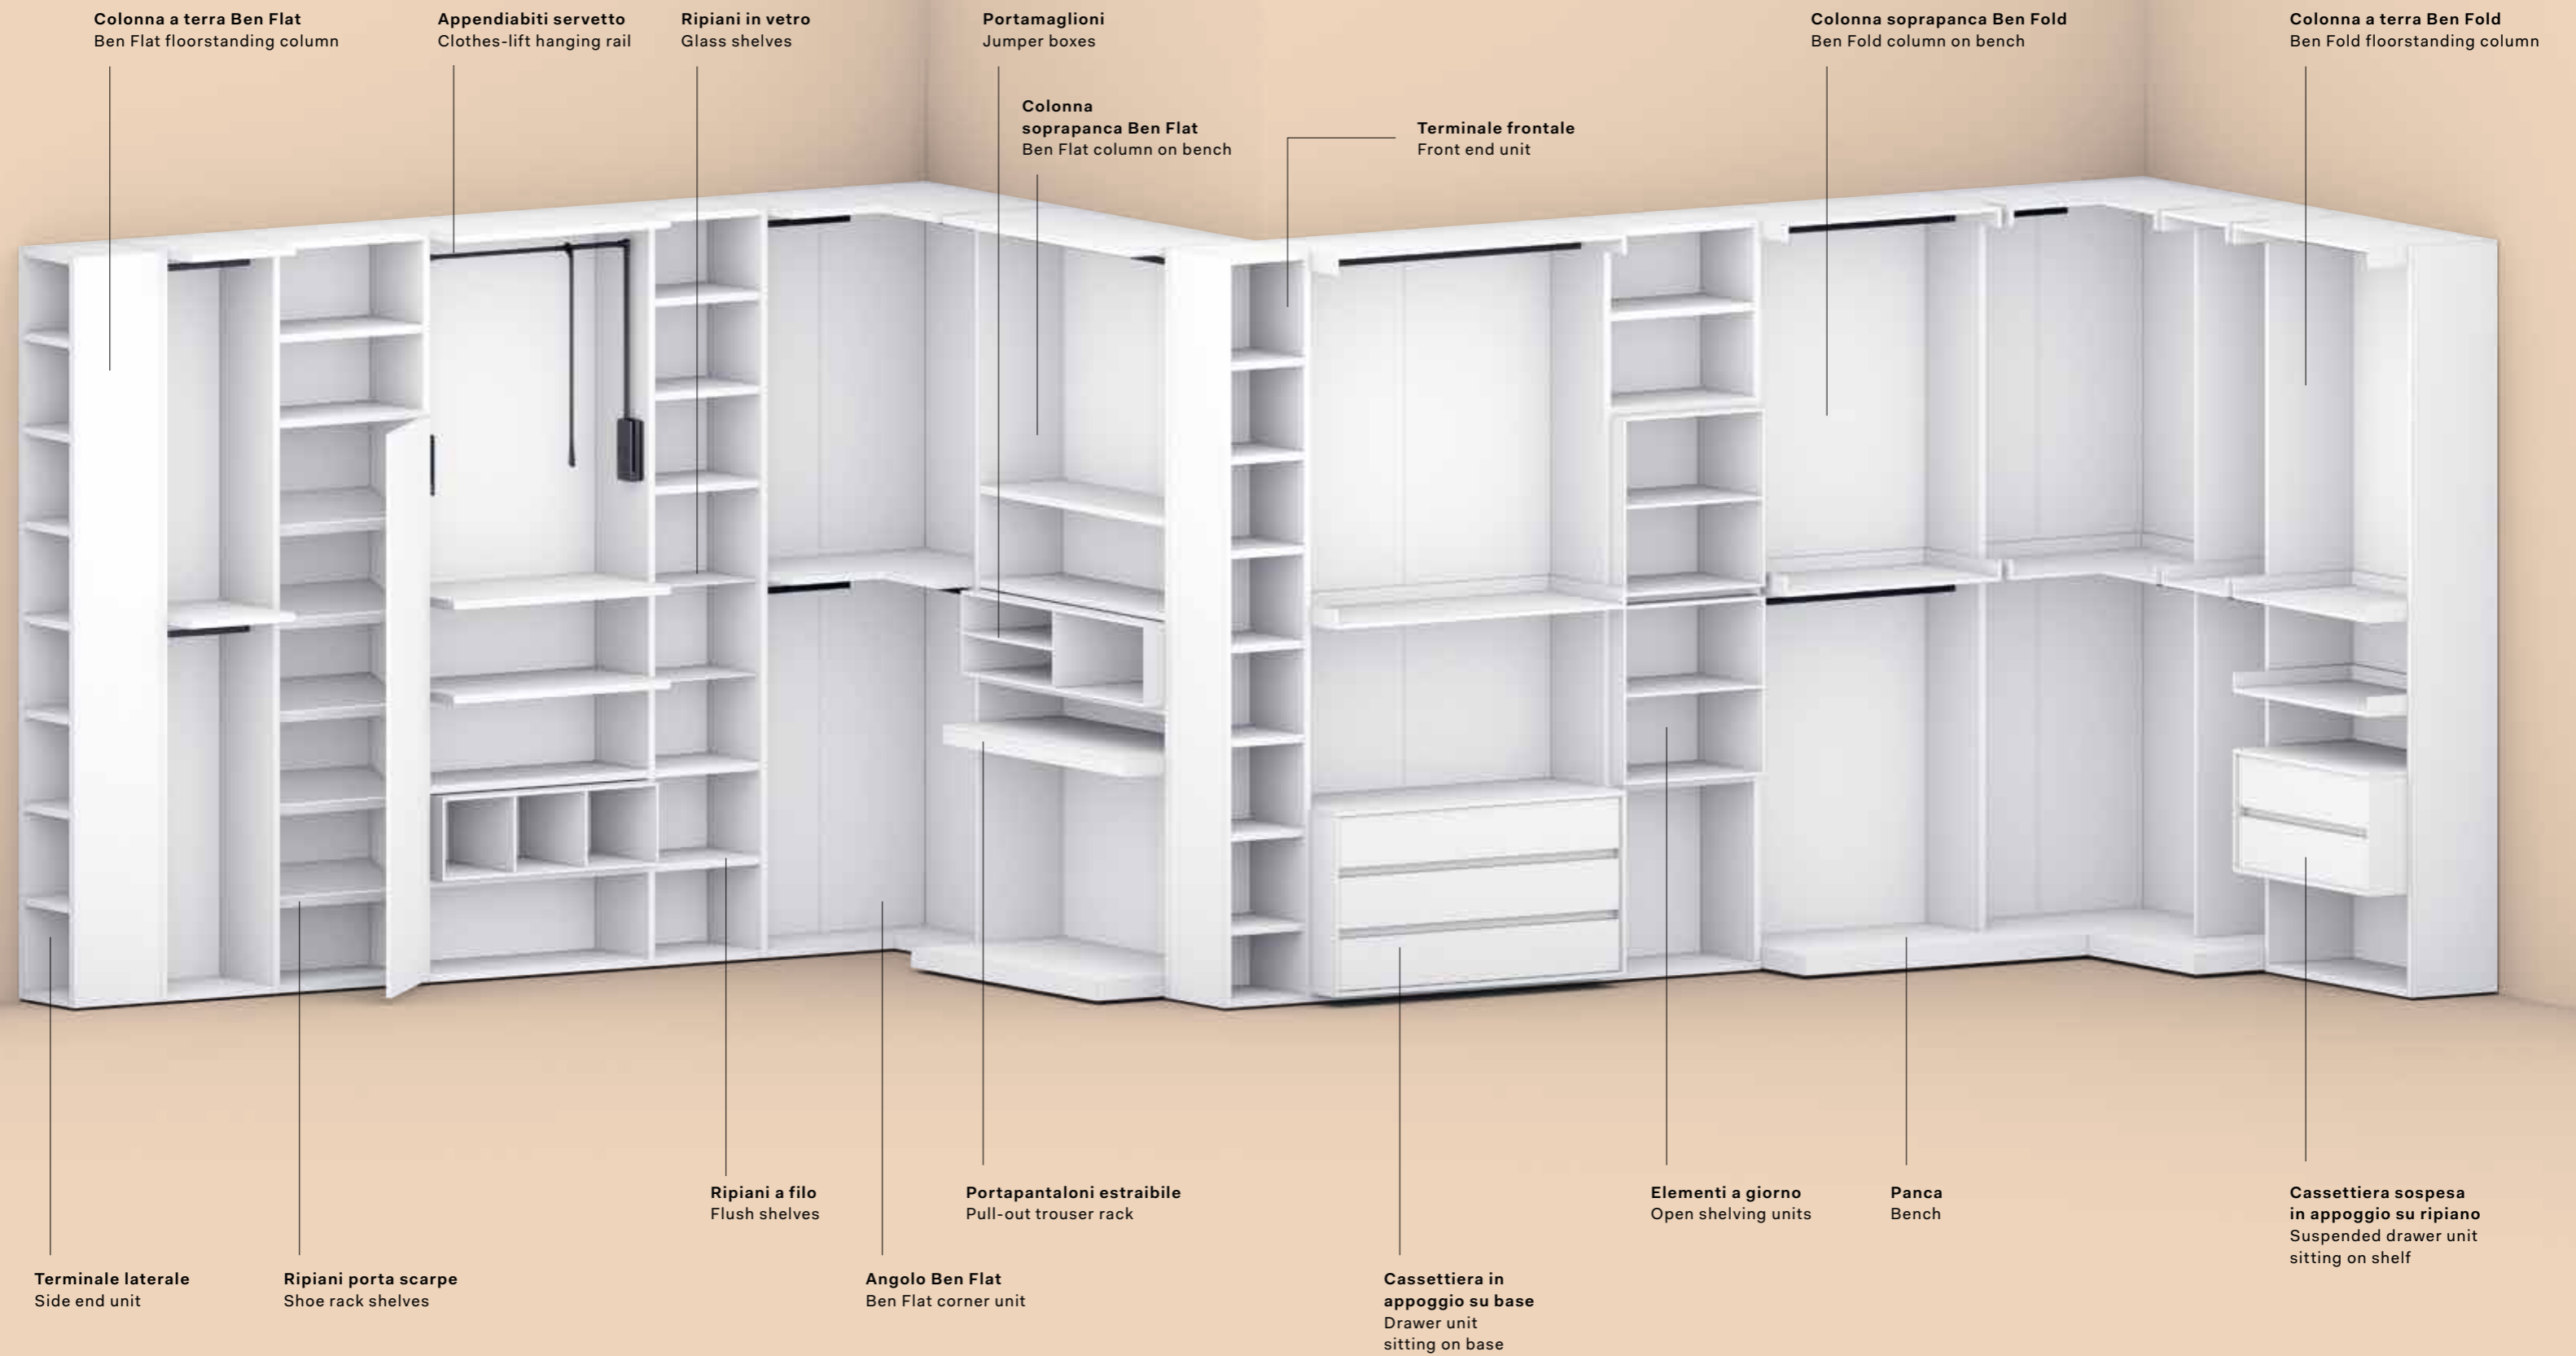 Colonna a terra Ben Flat
Ben Flat floorstanding column
Appendiabiti servetto
Clothes-lift hanging rail
Ripiani in vetro
Glass shelves
Portamaglioni
Jumper boxes
Colonna
soprapanca Ben Flat
Ben Flat column on bench
Terminale frontale
Front end unit
Colonna soprapanca Ben Fold
Ben Fold column on bench
Colonna a terra Ben Fold
Ben Fold floorstanding column
Terminale laterale
Side end unit
Ripiani porta scarpe
Shoe rack shelves
Ripiani a filo
Flush shelves
Angolo Ben Flat
Ben Flat corner unit
Portapantaloni estraibile
Pull-out trouser rack
Cassettiera in
appoggio su base
Drawer unit
sitting on base
Elementi a giorno
Open shelving units
Panca
Bench
Cassettiera sospesa
in appoggio su ripiano
Suspended drawer unit
sitting on shelf